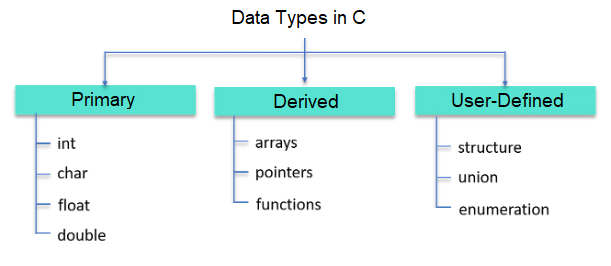 Data Types in C
Primary
int
char
float
double
Derived
arrays
pointers
functions
User-Defined
structure
union
enumeration